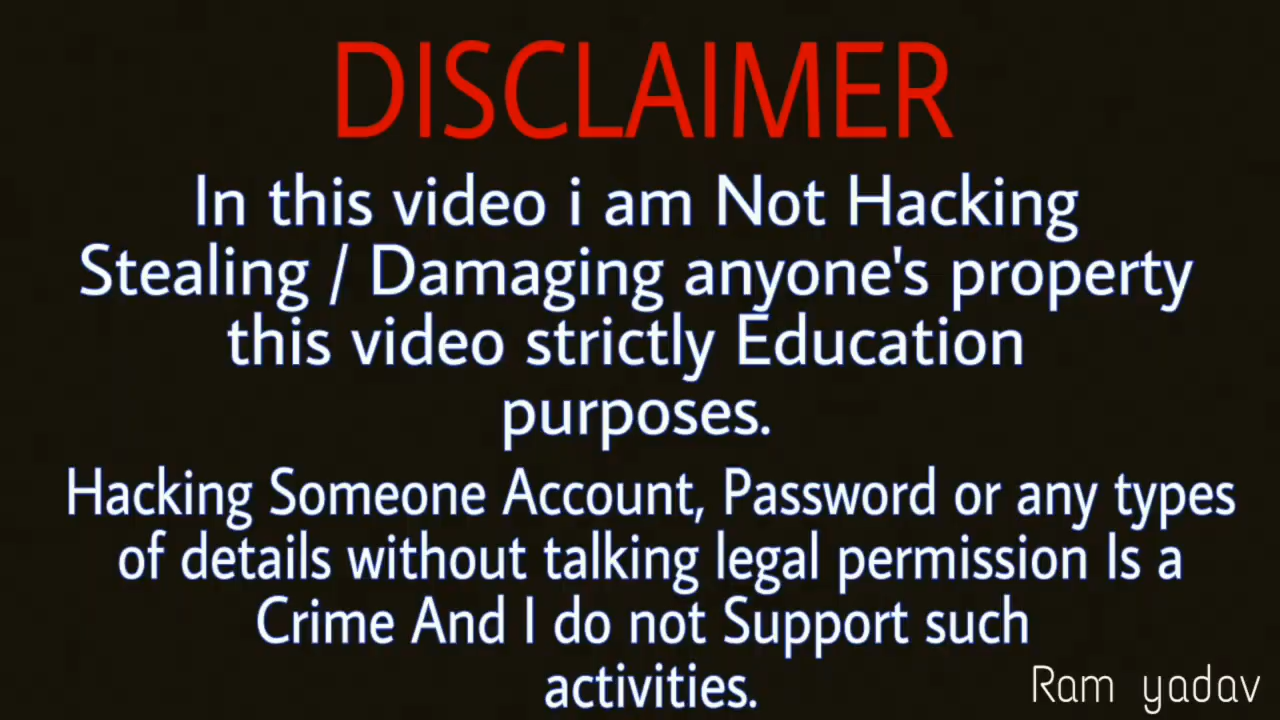 DISCLAIMER
In this video i am Not Hacking
Stealing / Damaging anyone's property
this video strictly Education
purposes.
Hacking Someone Account, Password or any types
of details without talking legal permission Is a
Crime And I do not Support such
activities.
Ram yadav